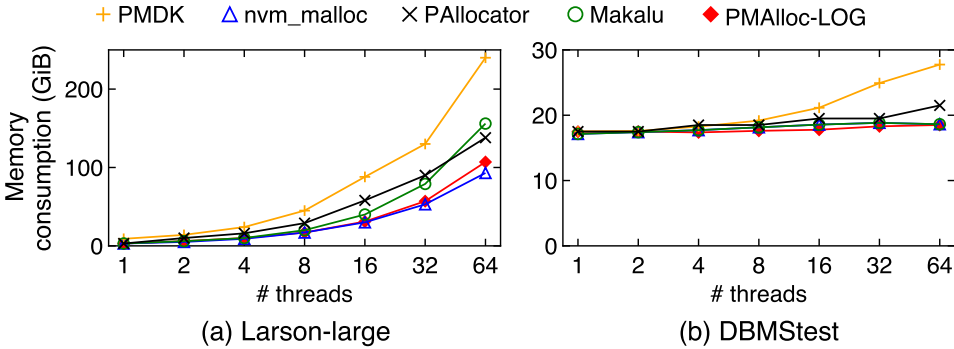 PMDK nvm_malloc PAllocator Makalu PMAlloc-LOG
Memory
consumption (GiB)
200
100
0
1 2 4 8 16 32 64
# threads
(a) Larson-large
30
20
10
0
1 2 4 8 16 32 64
# threads
(b) DBMStest